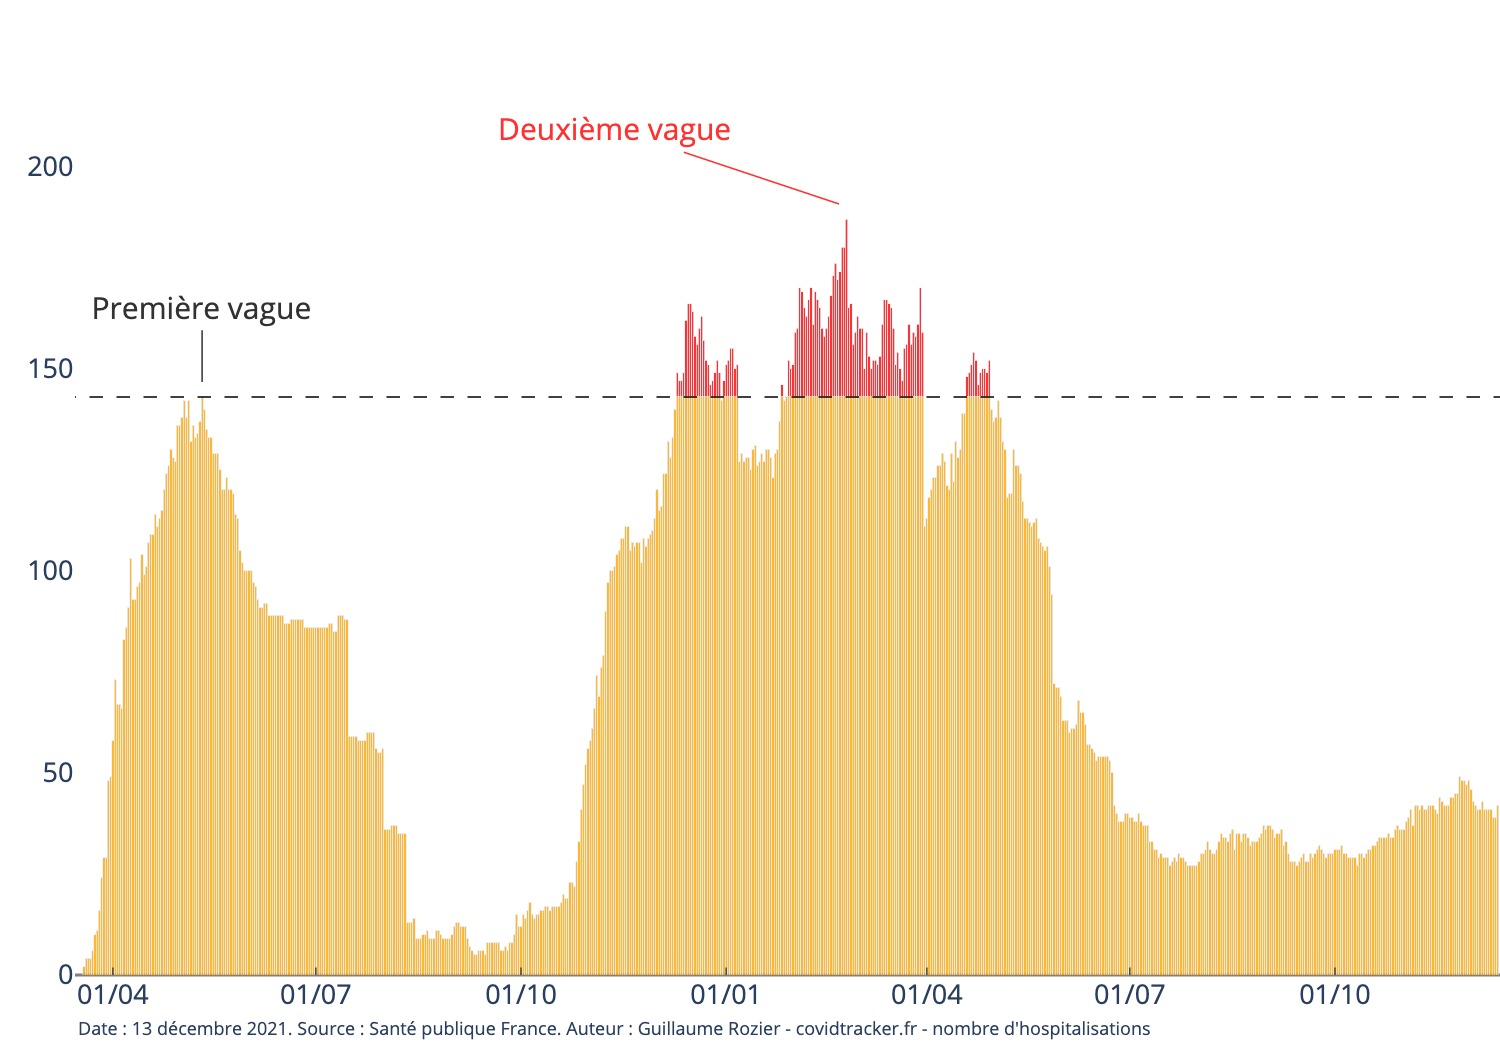 Deuxième vague
200
Première vague
150
100
50
0
01/04 01/07 01/10 01/01 01/04 01/07 01/10
Date : 13 décembre 2021. Source : Santé publique France. Auteur : Guillaume Rozier - covidtracker.fr - nombre d'hospitalisations